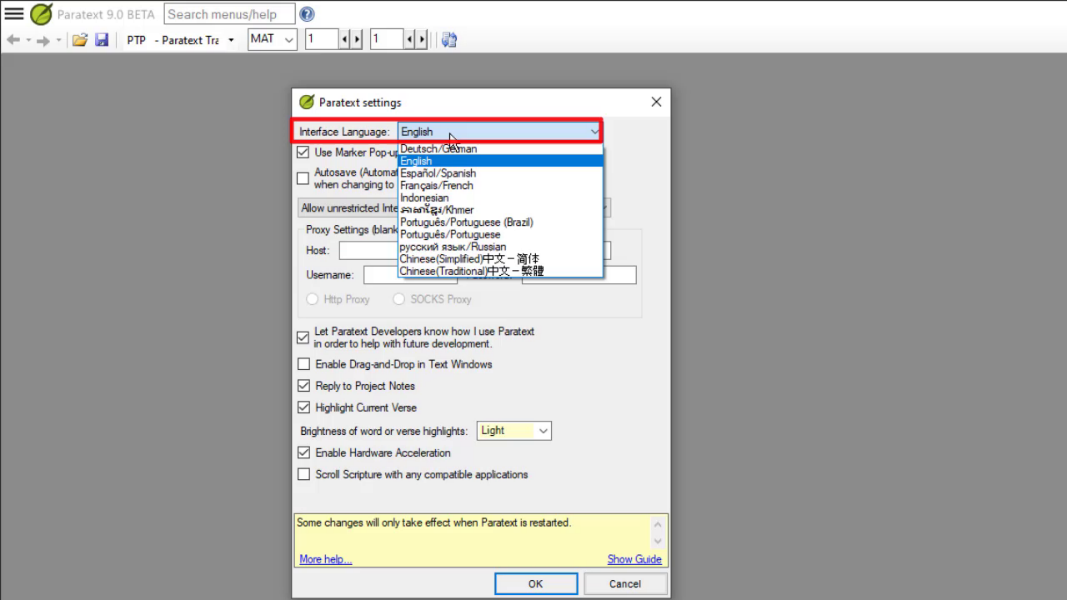 Paratext 9.0 BETA Search menus/help
PTP - Paratext Tra MAT 1 1
Paratext settings
Interface Language: English
Deutsch/German
English
Español/Spanish
Français/French
Indonesian
ភាសាខ្មែរ/Khmer
Português/Portuguese (Brazil)
Português/Portuguese
русский язык/Russian
Chinese(Simplified)中文－简体
Chinese(Traditional)中文－繁體
Use Marker Pop-up
Autosave (Automat
when changing to
Allow unrestricted Inte
Proxy Settings (blank
Host:
Username:
Http Proxy SOCKS Proxy
Let Paratext Developers know how I use Paratext
in order to help with future development.
Enable Drag-and-Drop in Text Windows
Reply to Project Notes
Highlight Current Verse
Brightness of word or verse highlights: Light
Enable Hardware Acceleration
Scroll Scripture with any compatible applications
Some changes will only take effect when Paratext is restarted.
More help... Show Guide
OK Cancel